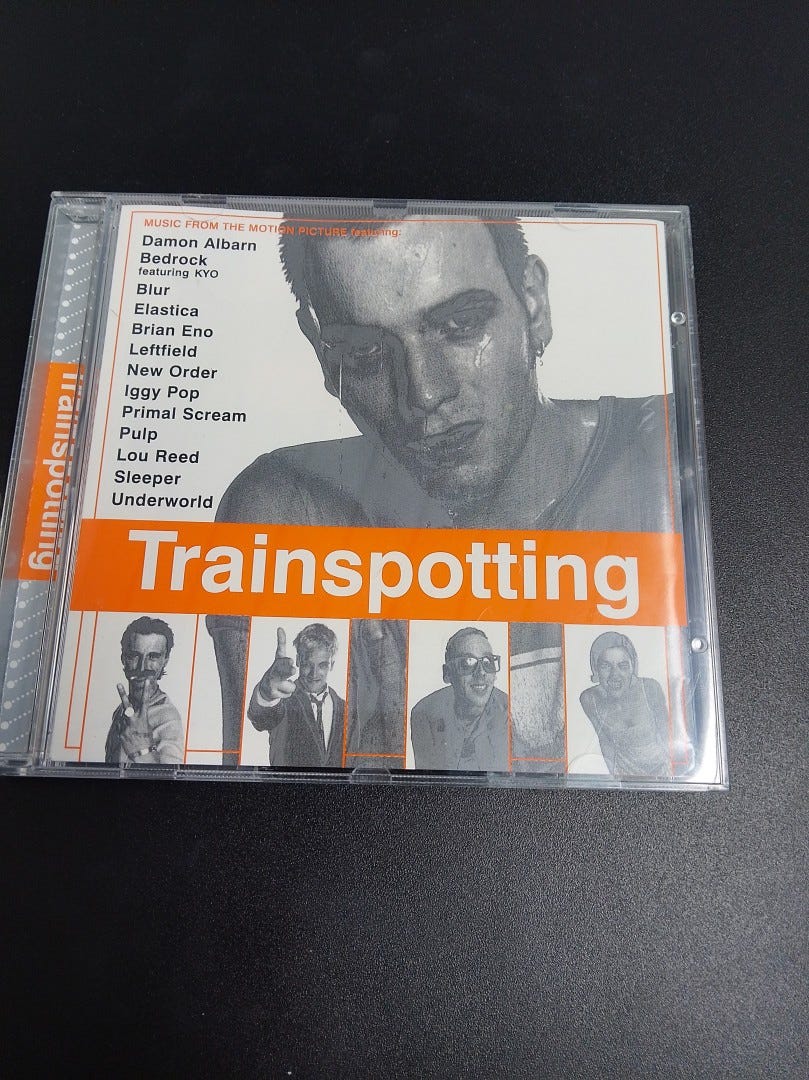 MUSIC FROM THE MOTION PICTURE featuring:
Damon Albarn
Bedrock
featuring KYO
Blur
Elastica
Brian Eno
Leftfield
New Order
Iggy Pop
Primal Scream
Pulp
Lou Reed
Sleeper
Underworld
Trainspotting
Trainspotting